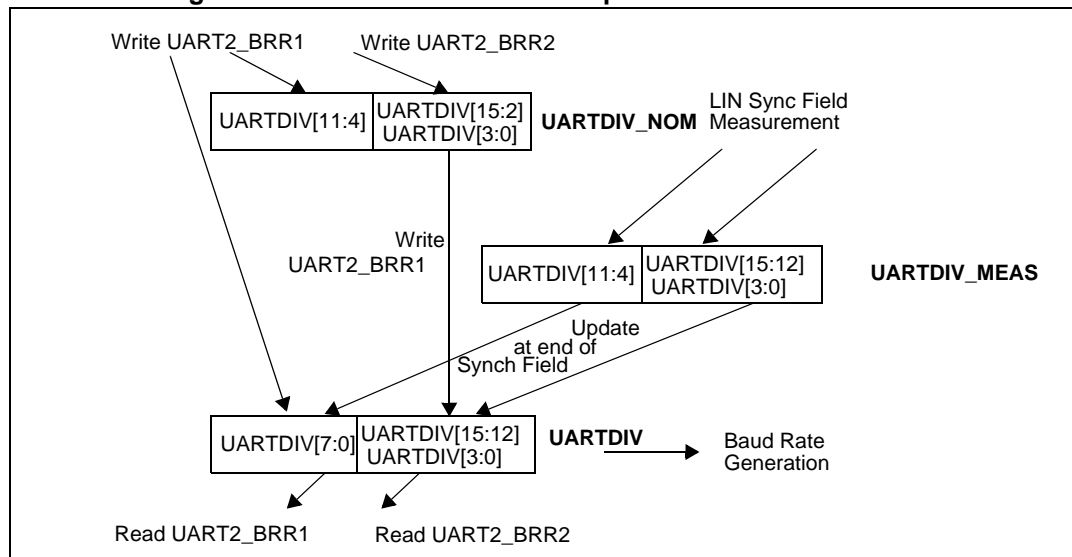 Write UART2_BRR1
Write UART2_BRR2
UARTDIV[11:4]
UARTDIV[15:2]
UARTDIV[3:0]
UARTDIV_NOM
LIN Sync Field
Measurement
Write
UART2_BRR1
UARTDIV[11:4]
UARTDIV[15:12]
UARTDIV[3:0]
UARTDIV_MEAS
Update
at end of
Synch Field
UARTDIV[7:0]
UARTDIV[15:12]
UARTDIV[3:0]
UARTDIV
Baud Rate
Generation
Read UART2_BRR1
Read UART2_BRR2